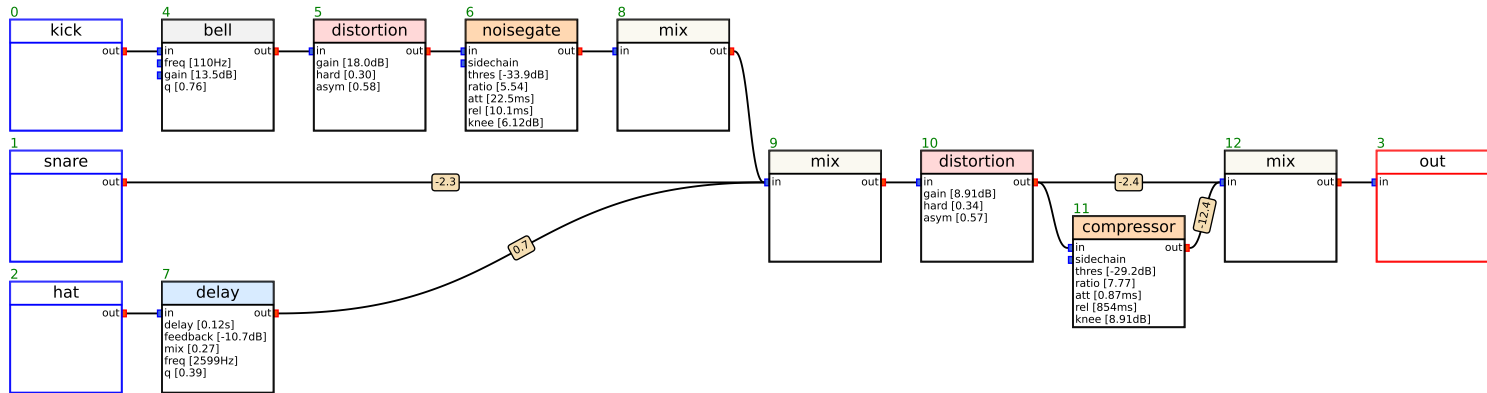 0
kick
out
4
bell
in out
freq [110Hz]
gain [13.5dB]
q [0.76]
5
distortion
in out
gain [18.0dB]
hard [0.30]
asym [0.58]
6
noisegate
in out
sidechain
thres [-33.9dB]
ratio [5.54]
att [22.5ms]
rel [10.1ms]
knee [6.12dB]
8
mix
in out
1
snare
out
-2.3
9
mix
in out
10
distortion
in out
gain [8.91dB]
hard [0.34]
asym [0.57]
-2.4
11
compressor
in out
sidechain
thres [-29.2dB]
ratio [7.77]
att [0.87ms]
rel [854ms]
knee [8.91dB]
-12.4
12
mix
in out
3
out
in
2
hat
out
7
delay
in out
delay [0.12s]
feedback [-10.7dB]
mix [0.27]
freq [2599Hz]
q [0.39]
0.7